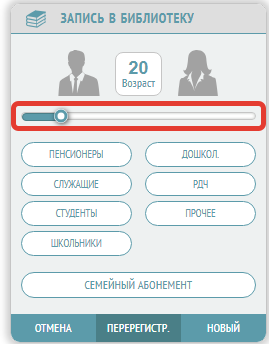 ЗАПИСЬ В БИБЛИОТЕКУ
20
Возраст
ПЕНСИОНЕРЫ
ДОШКОЛ.
СЛУЖАЩИЕ
РДЧ
СТУДЕНТЫ
ПРОЧЕЕ
ШКОЛЬНИКИ
СЕМЕЙНЫЙ АБОНЕМЕНТ
ОТМЕНА
ПЕРЕРЕГИСТР.
НОВЫЙ